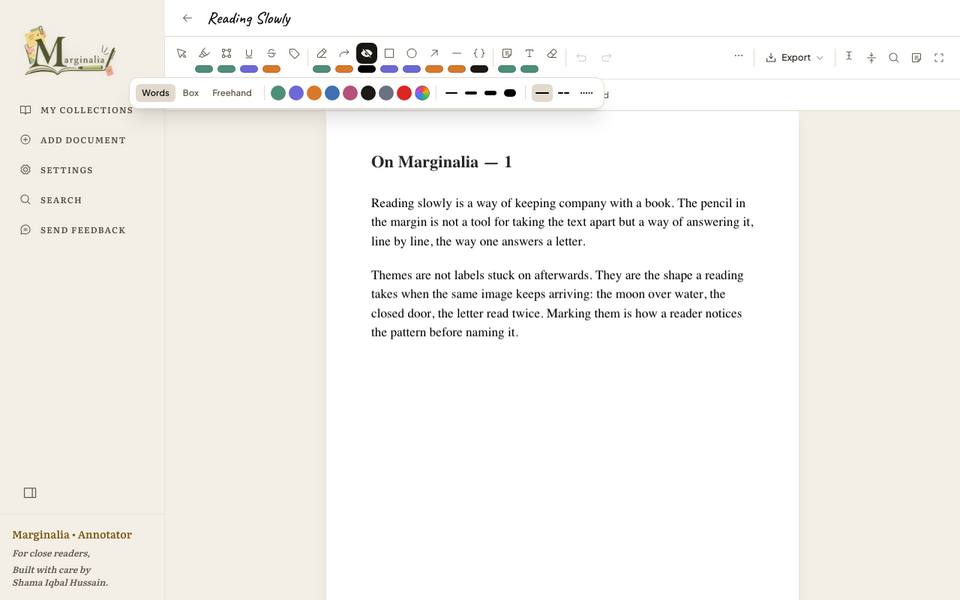 Marginalia
Reading Slowly
Export
Words Box Freehand
d
MY COLLECTIONS
ADD DOCUMENT
SETTINGS
SEARCH
SEND FEEDBACK
On Marginalia — 1
Reading slowly is a way of keeping company with a book. The pencil in
the margin is not a tool for taking the text apart but a way of answering it,
line by line, the way one answers a letter.
Themes are not labels stuck on afterwards. They are the shape a reading
takes when the same image keeps arriving: the moon over water, the
closed door, the letter read twice. Marking them is how a reader notices
the pattern before naming it.
Marginalia • Annotator
For close readers,
Built with care by
Shama Iqbal Hussain.